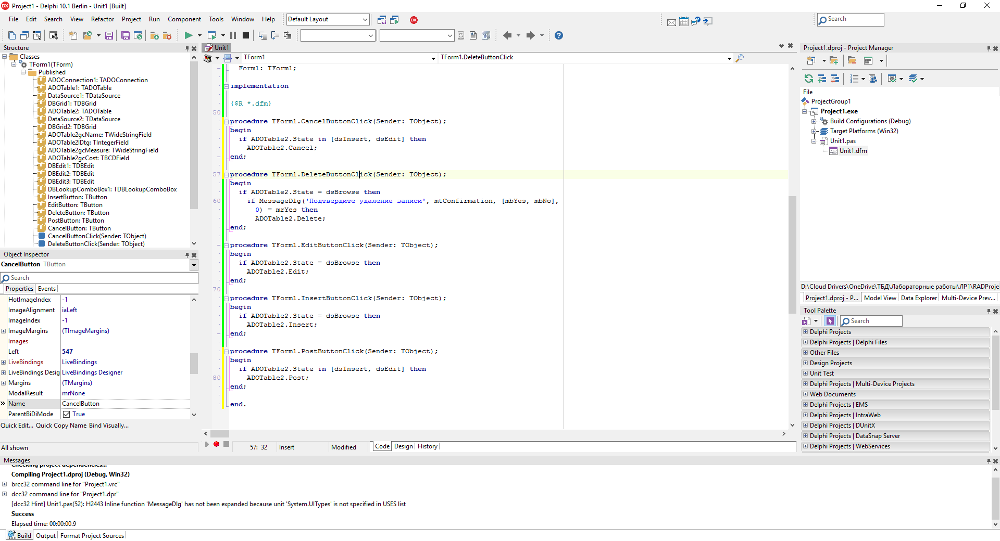 Project1 - Delphi 10.1 Berlin - Unit1 [Built]
File Edit Search View Refactor Project Run Component Tools Window Help
Default Layout
Search
Structure
Classes
TForm1(TForm)
Published
ADOConnection1: TADOConnection
ADOTable1: TADOTable
DataSource1: TDataSource
DBGrid1: TDBGrid
ADOTable2: TADOTable
DataSource2: TDataSource
DBGrid2: TDBGrid
ADOTable2gcName: TWideStringField
ADOTable2IDtg: TIntegerField
ADOTable2gcMeasure: TWideStringField
ADOTable2gcCost: TBCDField
DBEdit1: TDBEdit
DBEdit2: TDBEdit
DBEdit3: TDBEdit
DBLookupComboBox1: TDBLookupComboBox
InsertButton: TButton
EditButton: TButton
DeleteButton: TButton
PostButton: TButton
CancelButton: TButton
CancelButtonClick(Sender: TObject)
DeleteButtonClick(Sender: TObject)
Object Inspector
CancelButton TButton
Search
Properties Events
HotImageIndex -1
ImageAlignment iaLeft
ImageIndex -1
ImageMargins (TImageMargins)
Images
Left 547
LiveBindings LiveBindings
LiveBindings Desig LiveBindings Designer
Margins (TMargins)
ModalResult mrNone
Name CancelButton
ParentBiDiMode True
Quick Edit... Quick Copy Name Bind Visually...
All shown
Unit1
TForm1 TForm1.DeleteButtonClick
Form1: TForm1;
implementation
{$R *.dfm}
50
procedure TForm1.CancelButtonClick(Sender: TObject);
begin
if ADOTable2.State in [dsInsert, dsEdit] then
ADOTable2.Cancel;
end;
57 procedure TForm1.DeleteButtonClick(Sender: TObject);
begin
if ADOTable2.State = dsBrowse then
60 if MessageDlg('Подтвердите удаление записи', mtConfirmation, [mbYes, mbNo],
0) = mrYes then
ADOTable2.Delete;
end;
procedure TForm1.EditButtonClick(Sender: TObject);
begin
if ADOTable2.State = dsBrowse then
ADOTable2.Edit;
end;
70
procedure TForm1.InsertButtonClick(Sender: TObject);
begin
if ADOTable2.State = dsBrowse then
ADOTable2.Insert;
end;
procedure TForm1.PostButtonClick(Sender: TObject);
begin
if ADOTable2.State in [dsInsert, dsEdit] then
80 ADOTable2.Post;
end;
end.
57: 32 Insert Modified Code Design History
Project1.dproj - Project Manager
File
ProjectGroup1
Project1.exe
Build Configurations (Debug)
Target Platforms (Win32)
Unit1.pas
Unit1.dfm
D:\Cloud Drivers\OneDrive\ТБД\Лабораторные работы\ЛР1\RADProje
Project1.dproj - P... Model View Data Explorer Multi-Device Prev...
Tool Palette
Search
Delphi Projects
Delphi Projects | Delphi Files
Other Files
Design Projects
Unit Test
Delphi Projects | Multi-Device Projects
Web Documents
Delphi Projects | EMS
Delphi Projects | IntraWeb
Delphi Projects | DUnitX
Delphi Projects | DataSnap Server
Delphi Projects | WebServices
Messages
Checking project dependencies...
Compiling Project1.dproj (Debug, Win32)
brcc32 command line for "Project1.vrc"
dcc32 command line for "Project1.dpr"
[dcc32 Hint] Unit1.pas(52): H2443 Inline function 'MessageDlg' has not been expanded because unit 'System.UITypes' is not specified in USES list
Success
Elapsed time: 00:00:00.9
Build Output Format Project Sources